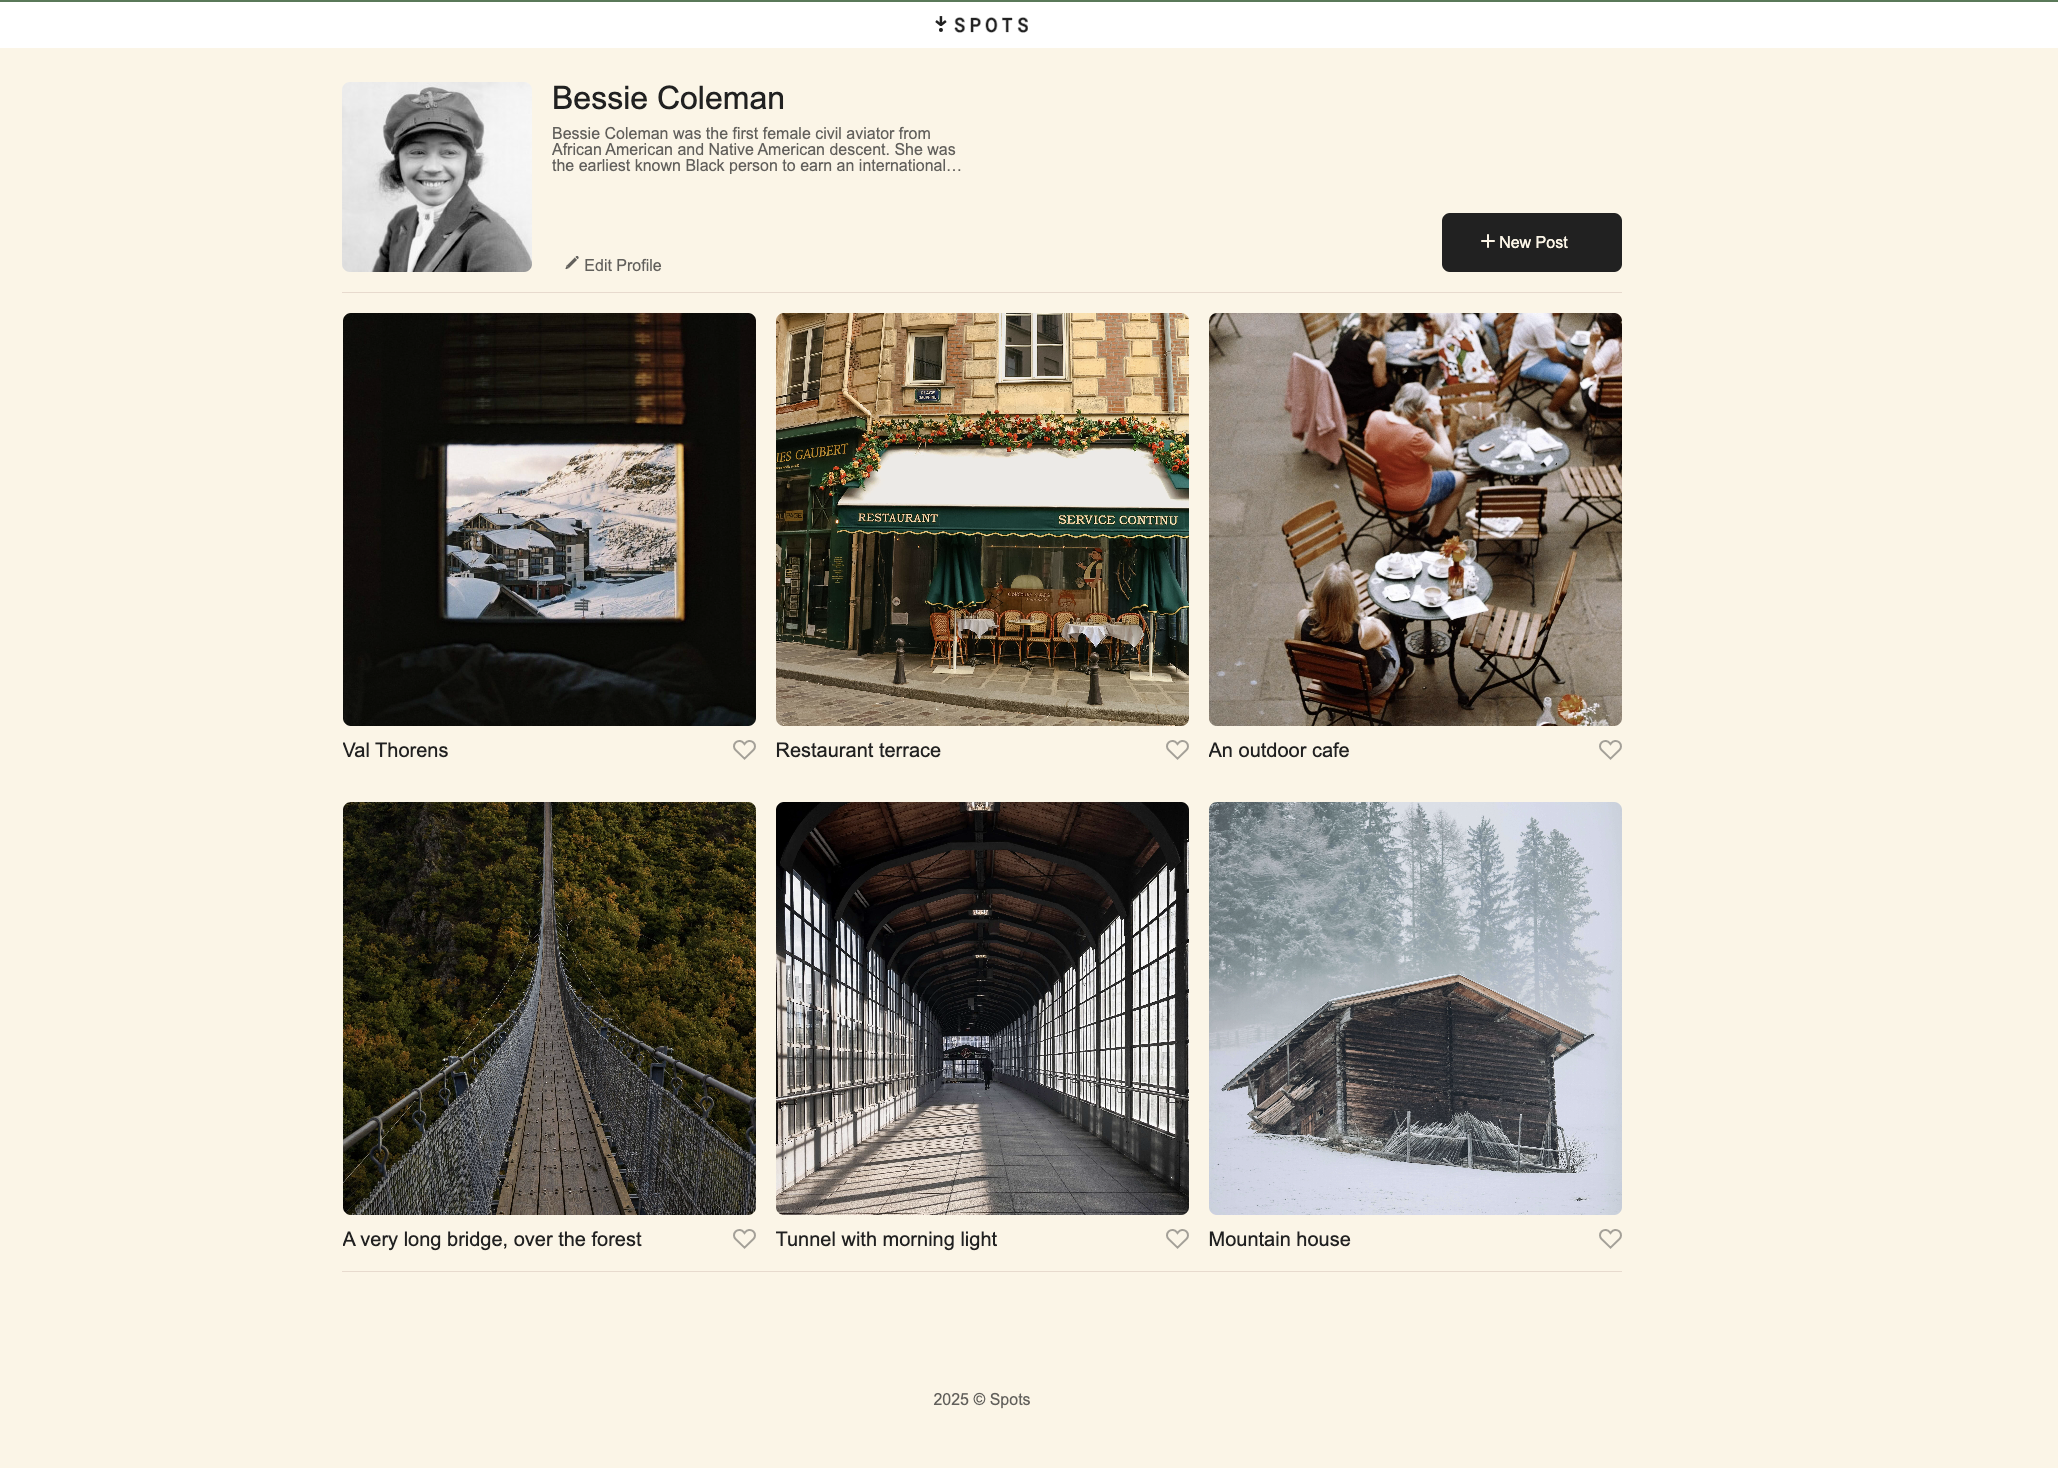 SPOTS
Bessie Coleman
Bessie Coleman was the first female civil aviator from
African American and Native American descent. She was
the earliest known Black person to earn an international…
Edit Profile
New Post
IES GAUBERT
RESTAURANT
SERVICE CONTINU
Val Thorens
Restaurant terrace
An outdoor cafe
A very long bridge, over the forest
Tunnel with morning light
Mountain house
2025 © Spots